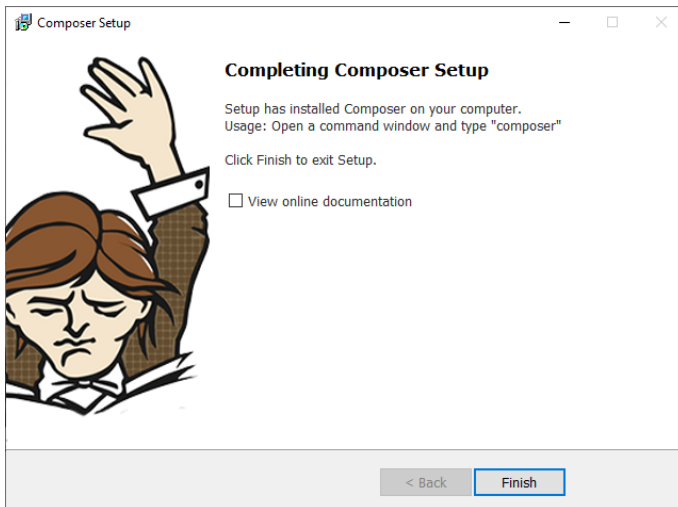 Composer Setup
Completing Composer Setup
Setup has installed Composer on your computer.
Usage: Open a command window and type "composer"
Click Finish to exit Setup.
View online documentation
< Back
Finish